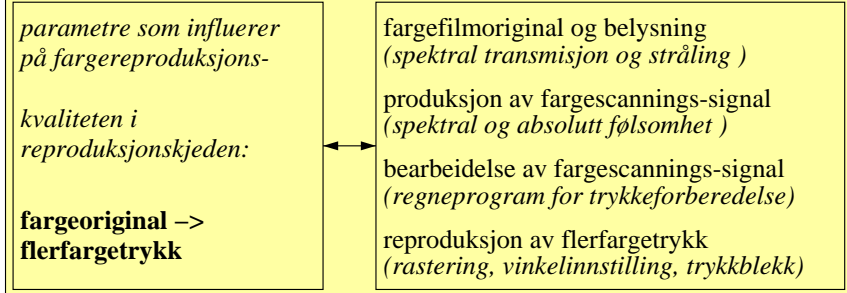 parametre som influerer
på fargereproduksjons-
kvaliteten i
reproduksjonskjeden:
fargeoriginal −>
flerfargetrykk
fargefilmoriginal og belysning
(spektral transmisjon og stråling )
produksjon av fargescannings-signal
(spektral og absolutt følsomhet )
bearbeidelse av fargescannings-signal
(regneprogram for trykkeforberedelse)
reproduksjon av flerfargetrykk
(rastering, vinkelinnstilling, trykkblekk)